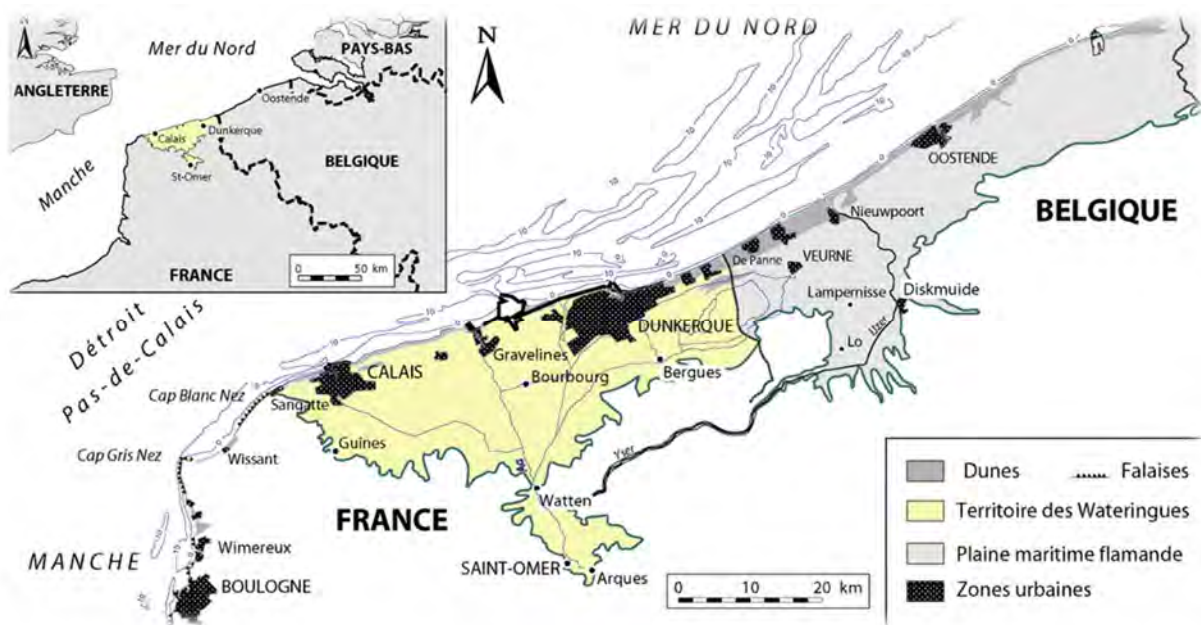 N
Mer du Nord
PAYS-BAS
ANGLETERRE
Oostende
Dunkerque
Calais
BELGIQUE
St-Omer
Manche
FRANCE
0 50 km
MER DU NORD
N
OOSTENDE
BELGIQUE
Nieuwpoort
De Panne
VEURNE
Lampernisse
Diskmuide
Lo
IJzer
DUNKERQUE
Gravelines
Bourbourg
Bergues
Détroit
Pas-de-Calais
CALAIS
Cap Blanc Nez
Sangatte
Cap Gris Nez
Wissant
Guînes
Yser
Watten
FRANCE
MANCHE
Wimereux
SAINT-OMER
Arques
BOULOGNE
0 10 20 km
Dunes
Falaises
Territoire des Wateringues
Plaine maritime flamande
Zones urbaines